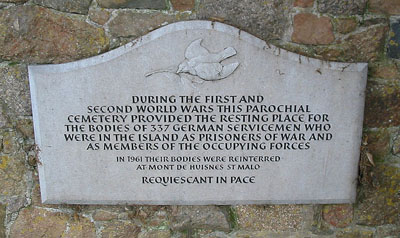 DURING THE FIRST AND
SECOND WORLD WARS THIS PAROCHIAL
CEMETERY PROVIDED THE RESTING PLACE FOR
THE BODIES OF 337 GERMAN SERVICEMEN WHO
WERE IN THE ISLAND AS PRISONERS OF WAR AND
AS MEMBERS OF THE OCCUPYING FORCES
IN 1961 THEIR BODIES WERE REINTERRED
AT MONT DE HUISNES ST MALO
REQUIESCANT IN PACE